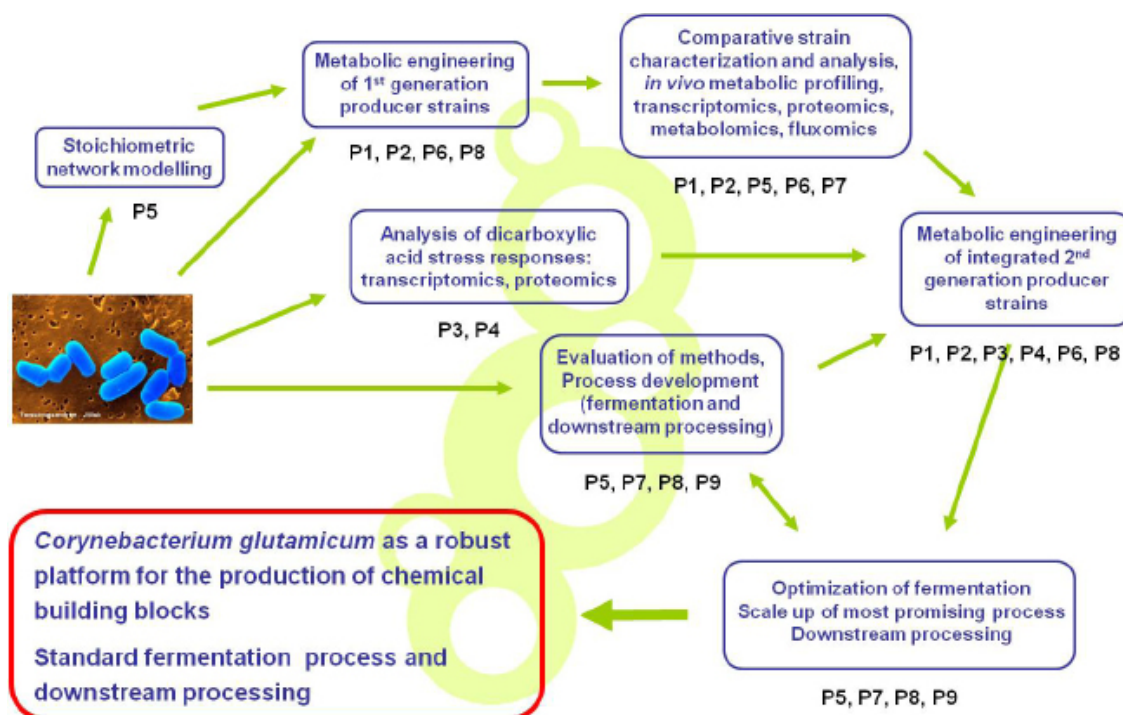 Metabolic engineering
of 1st generation
producer strains
P1, P2, P6, P8
Comparative strain
characterization and analysis,
in vivo metabolic profiling,
transcriptomics, proteomics,
metabolomics, fluxomics
P1, P2, P5, P6, P7
Stoichiometric
network modelling
P5
Analysis of dicarboxylic
acid stress responses:
transcriptomics, proteomics
P3, P4
Metabolic engineering
of integrated 2nd
generation producer
strains
P1, P2, P3, P4, P6, P8
Evaluation of methods,
Process development
(fermentation and
downstream processing)
P5, P7, P8, P9
Corynebacterium glutamicum as a robust
platform for the production of chemical
building blocks
Standard fermentation process and
downstream processing
Optimization of fermentation
Scale up of most promising process
Downstream processing
P5, P7, P8, P9